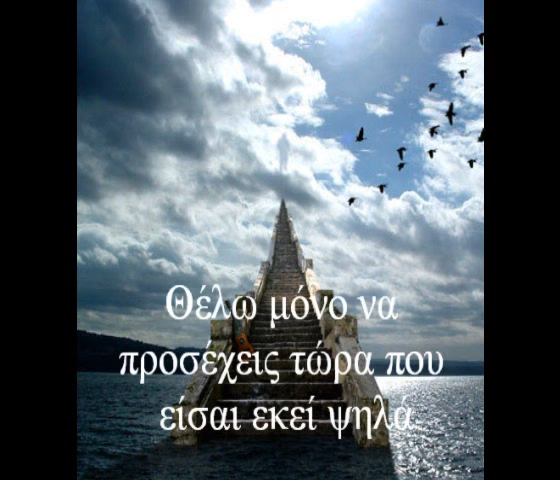 Θέλω μόνο να
προσέχεις τώρα που
είσαι εκεί ψηλά